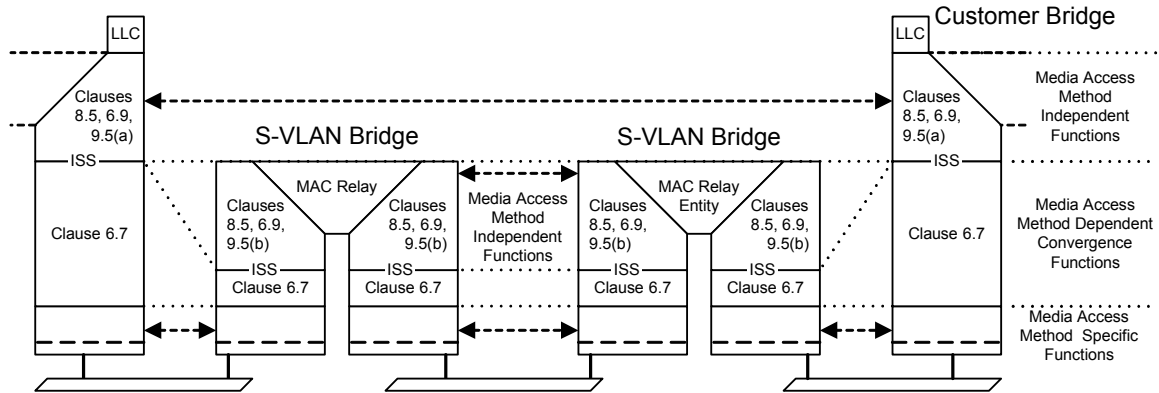 LLC
Clauses
8.5, 6.9,
9.5(a)
ISS
Clause 6.7
S-VLAN Bridge
MAC Relay
Clauses
8.5, 6.9,
9.5(b)
ISS
Clause 6.7
Clauses
8.5, 6.9,
9.5(b)
ISS
Clause 6.7
Media Access
Method
Independent
Functions
S-VLAN Bridge
MAC Relay
Entity
Clauses
8.5, 6.9,
9.5(b)
ISS
Clause 6.7
Clauses
8.5, 6.9,
9.5(b)
ISS
Clause 6.7
LLC
Customer Bridge
Clauses
8.5, 6.9,
9.5(a)
ISS
Clause 6.7
Media Access
Method
Independent
Functions
Media Access
Method Dependent
Convergence
Functions
Media Access
Method Specific
Functions